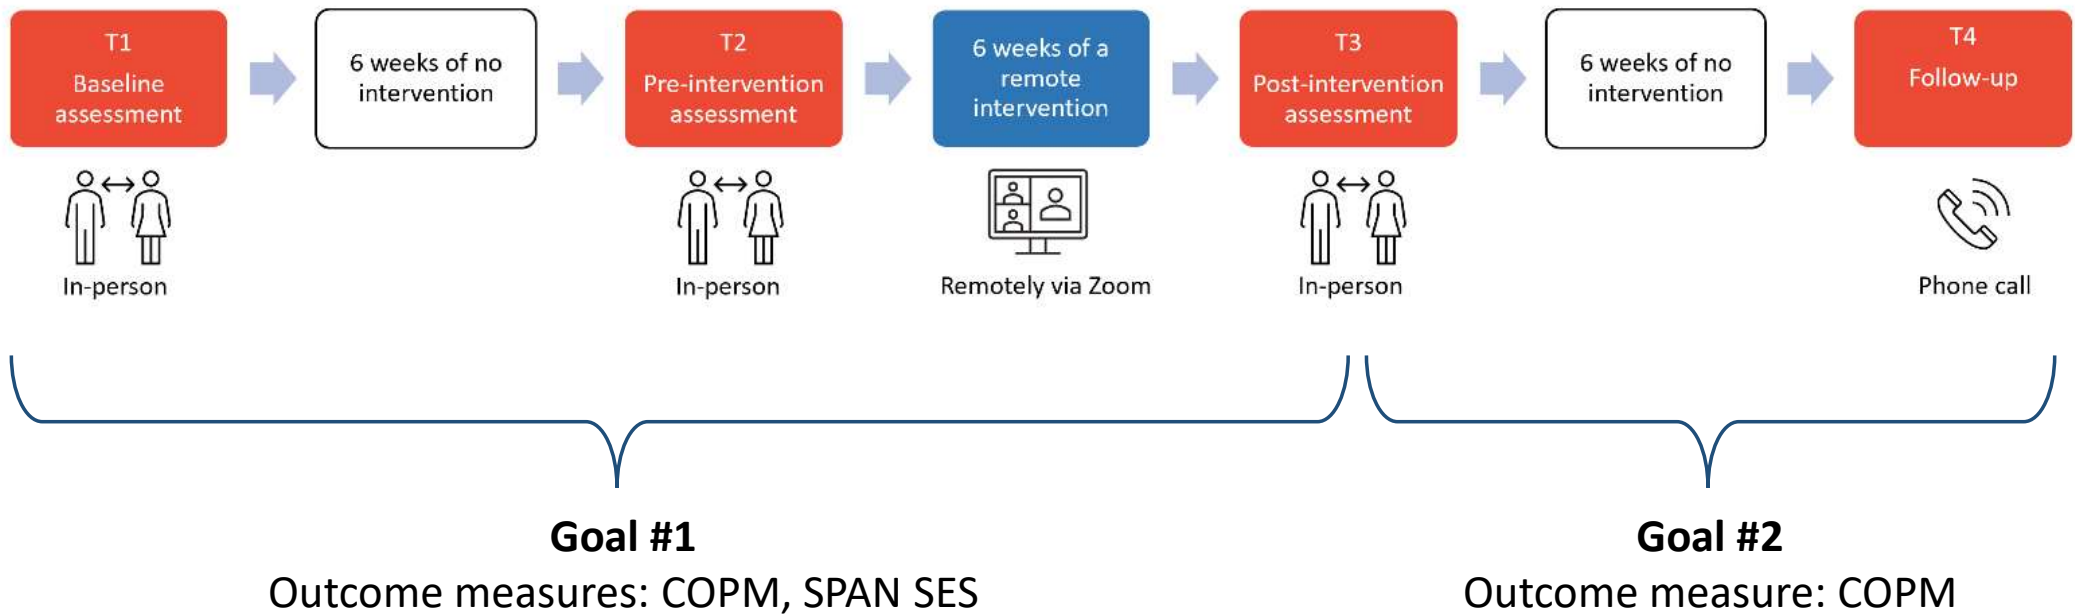 T1
Baseline
assessment
6 weeks of no
intervention
T2
Pre-intervention
assessment
6 weeks of a
remote
intervention
T3
Post-intervention
assessment
6 weeks of no
intervention
T4
Follow-up
In-person
In-person
Remotely via Zoom
In-person
Phone call
Goal #1
Outcome measures: COPM, SPAN SES
Goal #2
Outcome measure: COPM